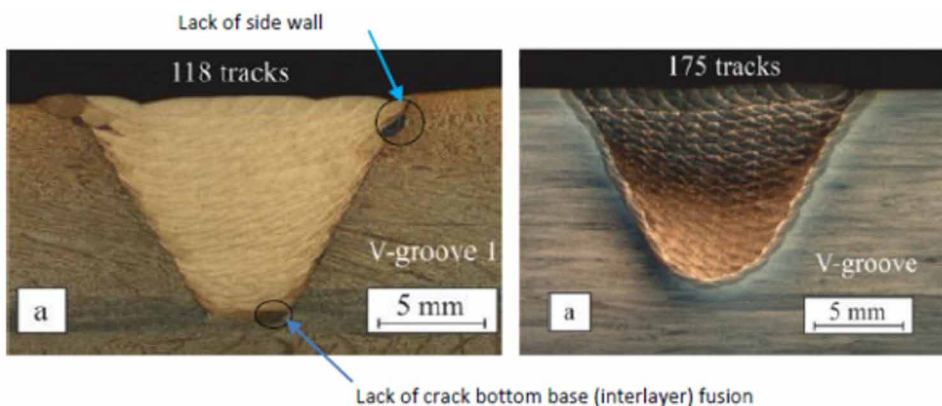 Lack of side wall
118 tracks
175 tracks
V-groove 1
V-groove
a
5 mm
a
5 mm
Lack of crack bottom base (interlayer) fusion